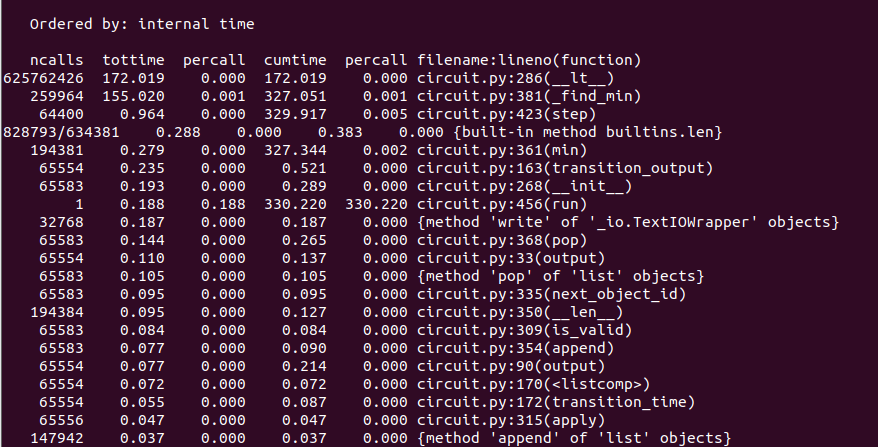 Ordered by: internal time
ncalls tottime percall cumtime percall filename:lineno(function)
625762426 172.019 0.000 172.019 0.000 circuit.py:286(__lt__)
259964 155.020 0.001 327.051 0.001 circuit.py:381(_find_min)
64400 0.964 0.000 329.917 0.005 circuit.py:423(step)
828793/634381 0.288 0.000 0.383 0.000 {built-in method builtins.len}
194381 0.279 0.000 327.344 0.002 circuit.py:361(min)
65554 0.235 0.000 0.521 0.000 circuit.py:163(transition_output)
65583 0.193 0.000 0.289 0.000 circuit.py:268(__init__)
1 0.188 0.188 330.220 330.220 circuit.py:456(run)
32768 0.187 0.000 0.187 0.000 {method 'write' of '_io.TextIOWrapper' objects}
65583 0.144 0.000 0.265 0.000 circuit.py:368(pop)
65554 0.110 0.000 0.137 0.000 circuit.py:33(output)
65583 0.105 0.000 0.105 0.000 {method 'pop' of 'list' objects}
65583 0.095 0.000 0.095 0.000 circuit.py:335(next_object_id)
194384 0.095 0.000 0.127 0.000 circuit.py:350(__len__)
65583 0.084 0.000 0.084 0.000 circuit.py:309(is_valid)
65583 0.077 0.000 0.090 0.000 circuit.py:354(append)
65554 0.077 0.000 0.214 0.000 circuit.py:90(output)
65554 0.072 0.000 0.072 0.000 circuit.py:170(<listcomp>)
65554 0.055 0.000 0.087 0.000 circuit.py:172(transition_time)
65556 0.047 0.000 0.047 0.000 circuit.py:315(apply)
147942 0.037 0.000 0.037 0.000 {method 'append' of 'list' objects}